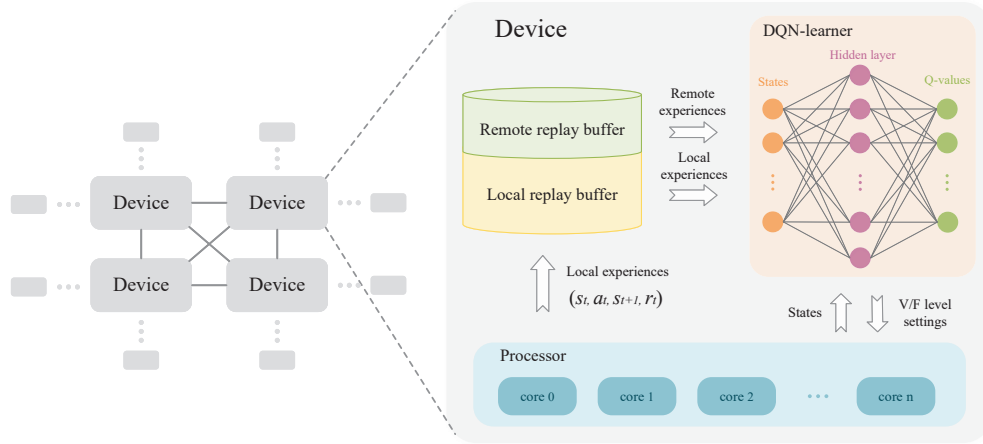 Device
Device
Device
Device
Device
Remote replay buffer
Local replay buffer
Remote
experiences
Local
experiences
Local experiences
(st, at, st+1, rt)
DQN-learner
Hidden layer
States
Q-values
States
V/F level
settings
Processor
core 0
core 1
core 2
core n